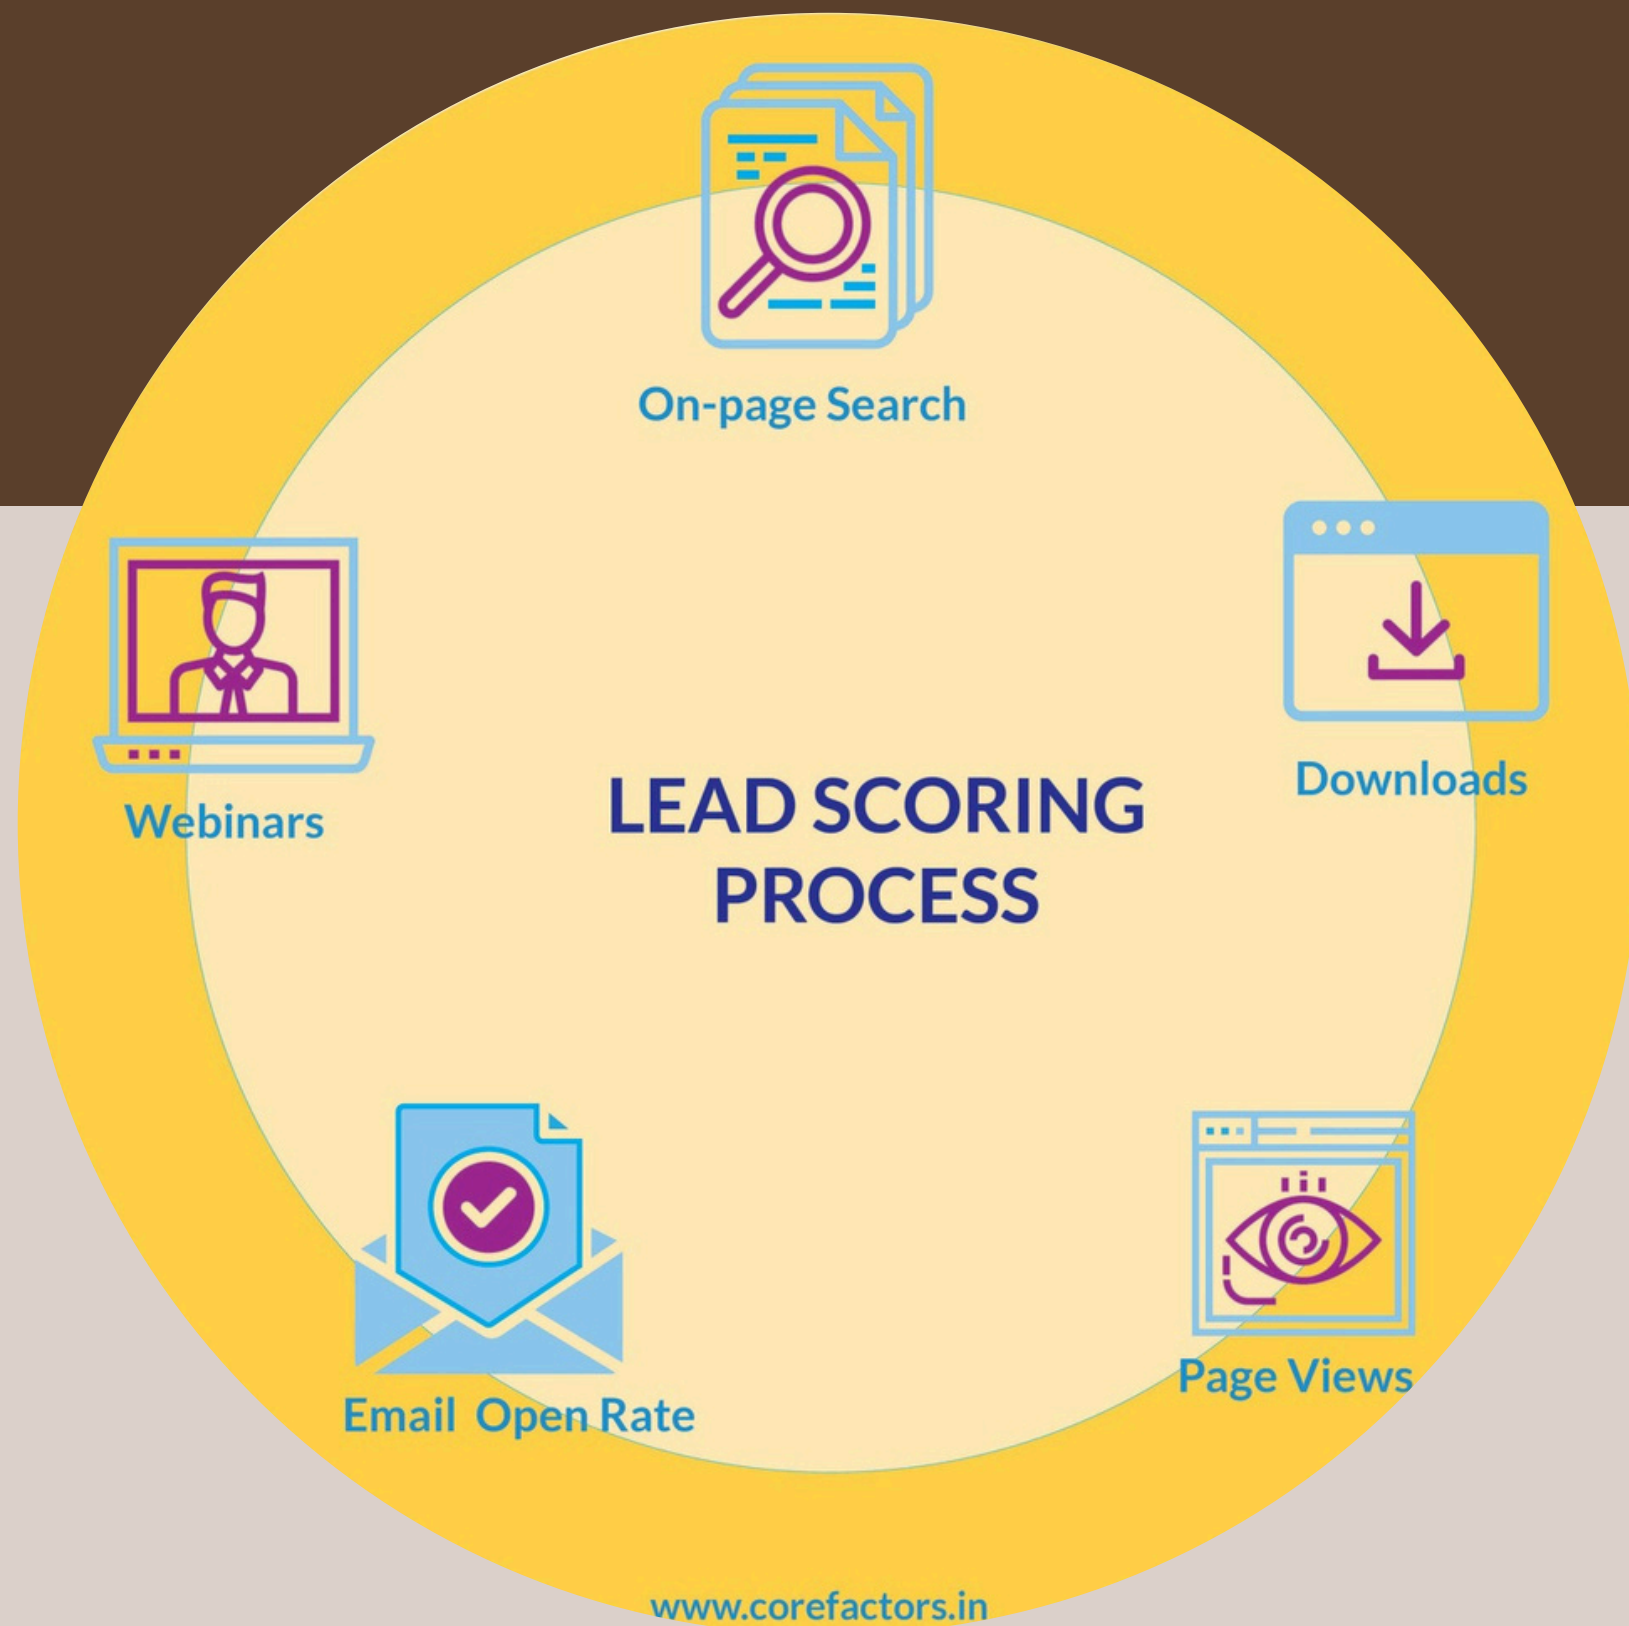 On-page Search
Downloads
Webinars
LEAD SCORING
PROCESS
Page Views
Email Open Rate
www.corefactors.in